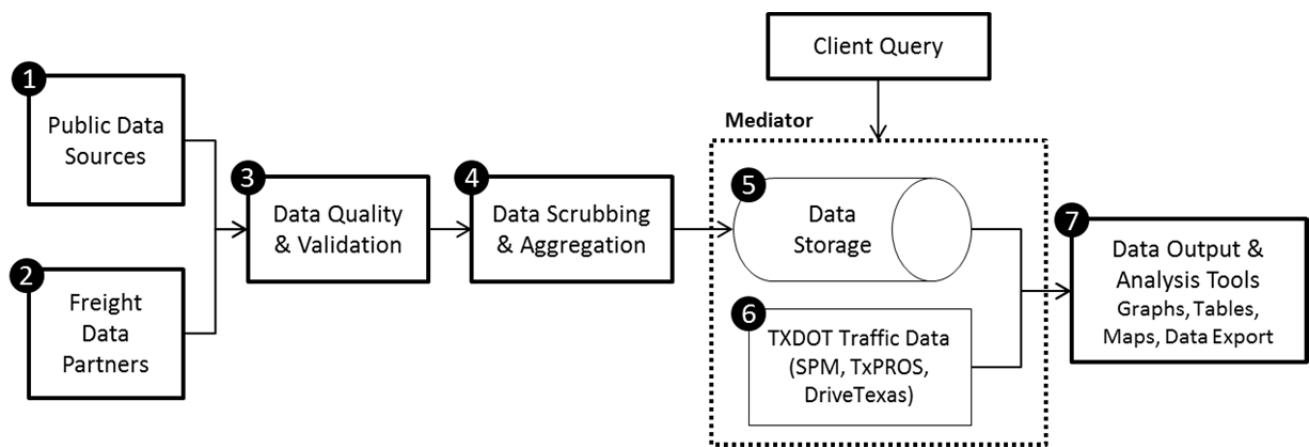 Client Query
1
Public Data
Sources
2
Freight
Data
Partners
3
Data Quality
& Validation
4
Data Scrubbing
& Aggregation
Mediator
5
Data
Storage
6
TXDOT Traffic Data
(SPM, TxPROS,
DriveTexas)
7
Data Output &
Analysis Tools
Graphs, Tables,
Maps, Data Export